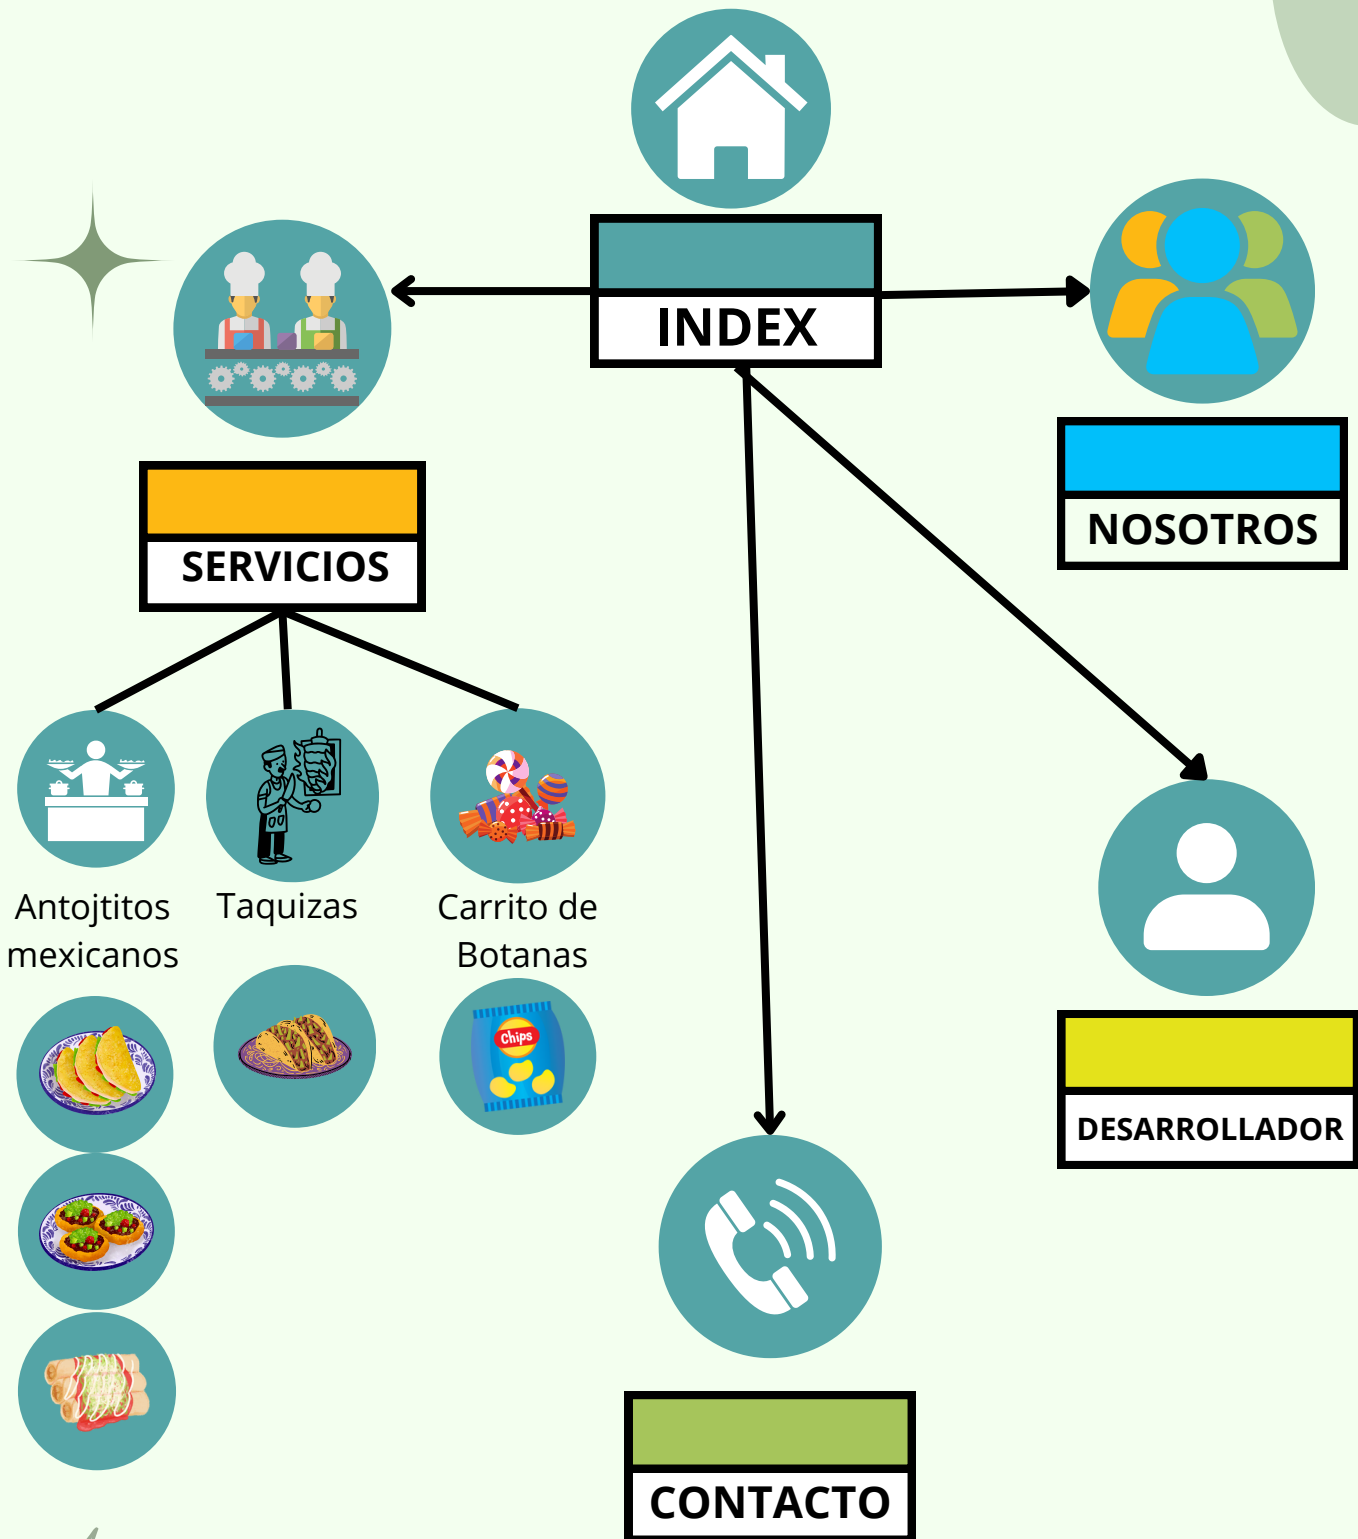 INDEX
NOSOTROS
SERVICIOS
Antojtitos
mexicanos
Taquizas
Carrito de
Botanas
Chips
DESARROLLADOR
CONTACTO